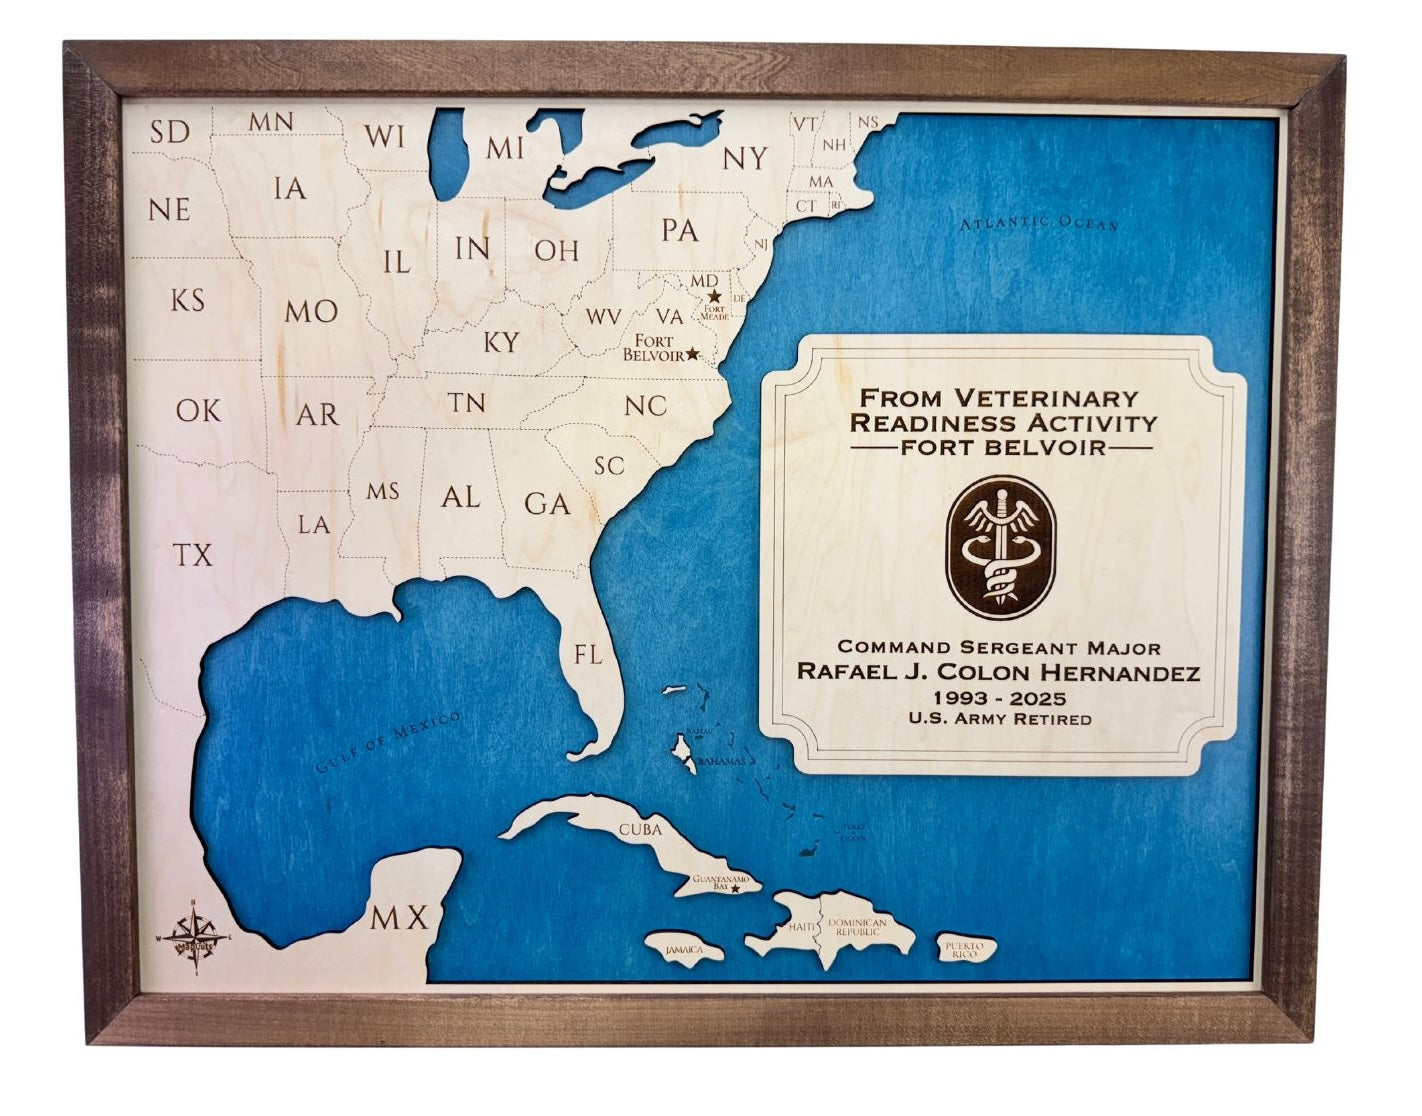 SD
MN
WI
MI
NY
VT
NH
NS
MA
CT
RI
NE
IA
IL
IN
OH
PA
NJ
ATLANTIC OCEAN
KS
MO
KY
WV
VA
MD
DE
FORT
MEADE
FORT
BELVOIR
OK
AR
TN
NC
SC
TX
LA
MS
AL
GA
FL
FROM VETERINARY
READINESS ACTIVITY
FORT BELVOIR
COMMAND SERGEANT MAJOR
RAFAEL J. COLON HERNANDEZ
1993 - 2025
U.S. ARMY RETIRED
GULF OF MEXICO
NASSAU
BAHAMAS
TURKS
&
CAICOS
CUBA
GUANTANAMO
BAY
MX
HAITI
DOMINICAN
REPUBLIC
JAMAICA
PUERTO
RICO
N
W
E
S